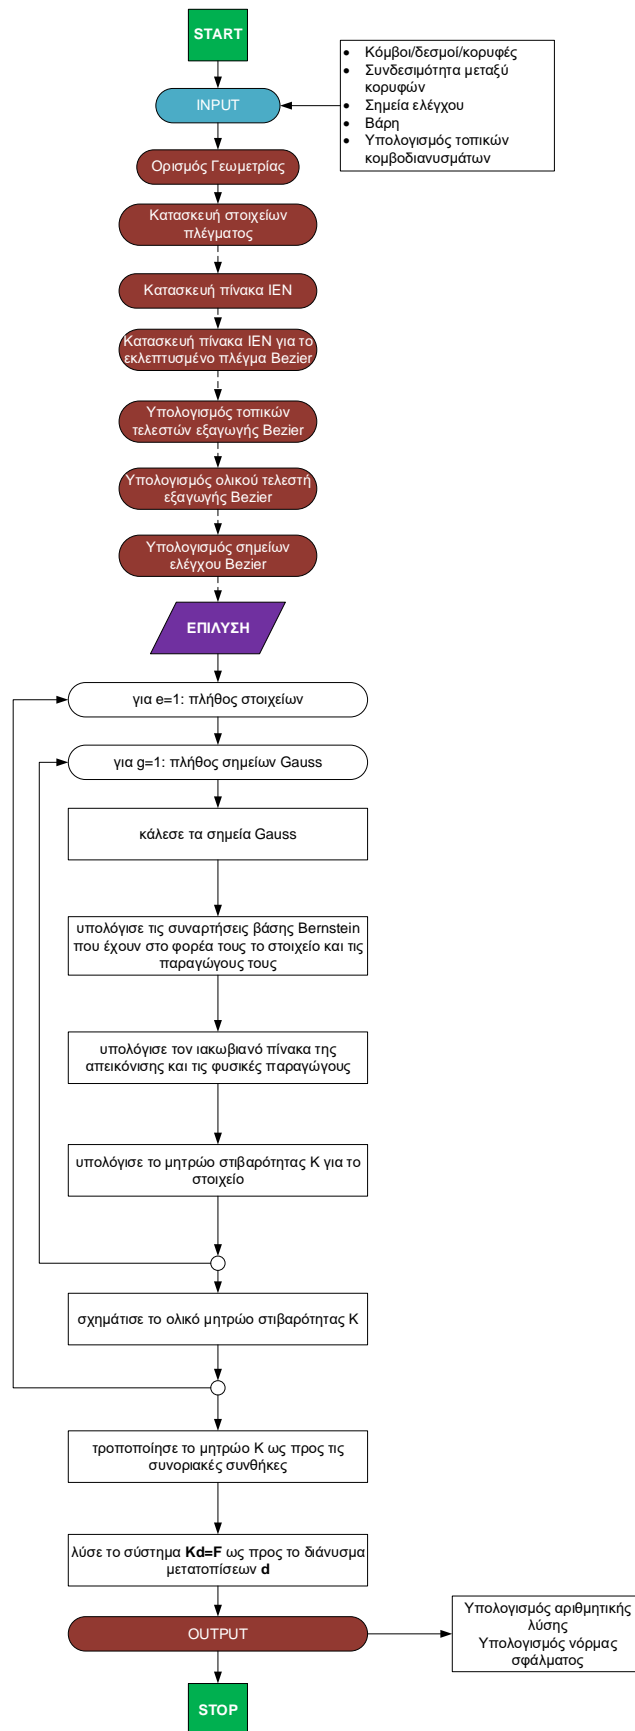 START
INPUT
• Κόμβοι/δεσμοί/κορυφές
• Συνδεσιμότητα μεταξύ
κορυφών
• Σημεία ελέγχου
• Βάρη
• Υπολογισμός τοπικών
κομβοδιανυσμάτων
Ορισμός Γεωμετρίας
Κατασκευή στοιχείων
πλέγματος
Κατασκευή πίνακα ΙΕΝ
Κατασκευή πίνακα ΙΕΝ για το
εκλεπτυσμένο πλέγμα Bezier
Υπολογισμός τοπικών
τελεστών εξαγωγής Bezier
Υπολογισμός ολικού τελεστή
εξαγωγής Bezier
Υπολογισμός σημείων
ελέγχου Bezier
ΕΠΙΛΥΣΗ
για e=1: πλήθος στοιχείων
για g=1: πλήθος σημείων Gauss
κάλεσε τα σημεία Gauss
υπολόγισε τις συναρτήσεις βάσης Bernstein
που έχουν στο φορέα τους το στοιχείο και τις
παραγώγους τους
υπολόγισε τον ιακωβιανό πίνακα της
απεικόνισης και τις φυσικές παραγώγους
υπολόγισε το μητρώο στιβαρότητας Κ για το
στοιχείο
σχημάτισε το ολικό μητρώο στιβαρότητας Κ
τροποποίησε το μητρώο Κ ως προς τις
συνοριακές συνθήκες
λύσε το σύστημα Kd=F ως προς το διάνυσμα
μετατοπίσεων d
OUTPUT
Υπολογισμός αριθμητικής
λύσης
Υπολογισμός νόρμας
σφάλματος
STOP